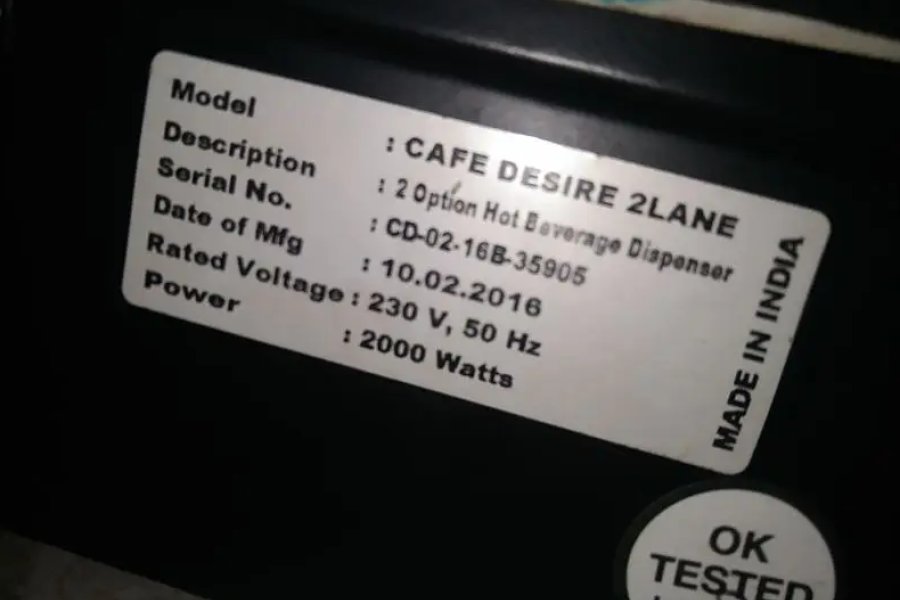 Model : CAFE DESIRE 2LANE
Description : 2 Option Hot Beverage Dispenser
Serial No. : CD-02-16B-35905
Date of Mfg : 10.02.2016
Rated Voltage : 230 V, 50 Hz
Power : 2000 Watts
MADE IN INDIA
OK
TESTED